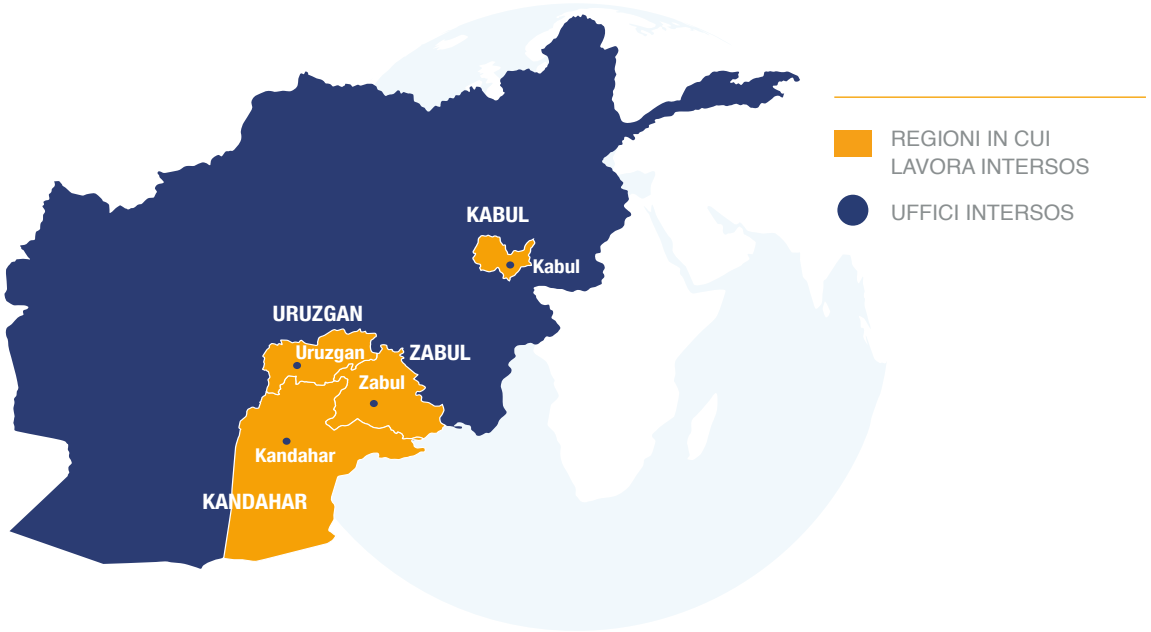 KABUL
Kabul
URUZGAN
Uruzgan
ZABUL
Zabul
Kandahar
KANDAHAR
REGIONI IN CUI
LAVORA INTERSOS
UFFICI INTERSOS